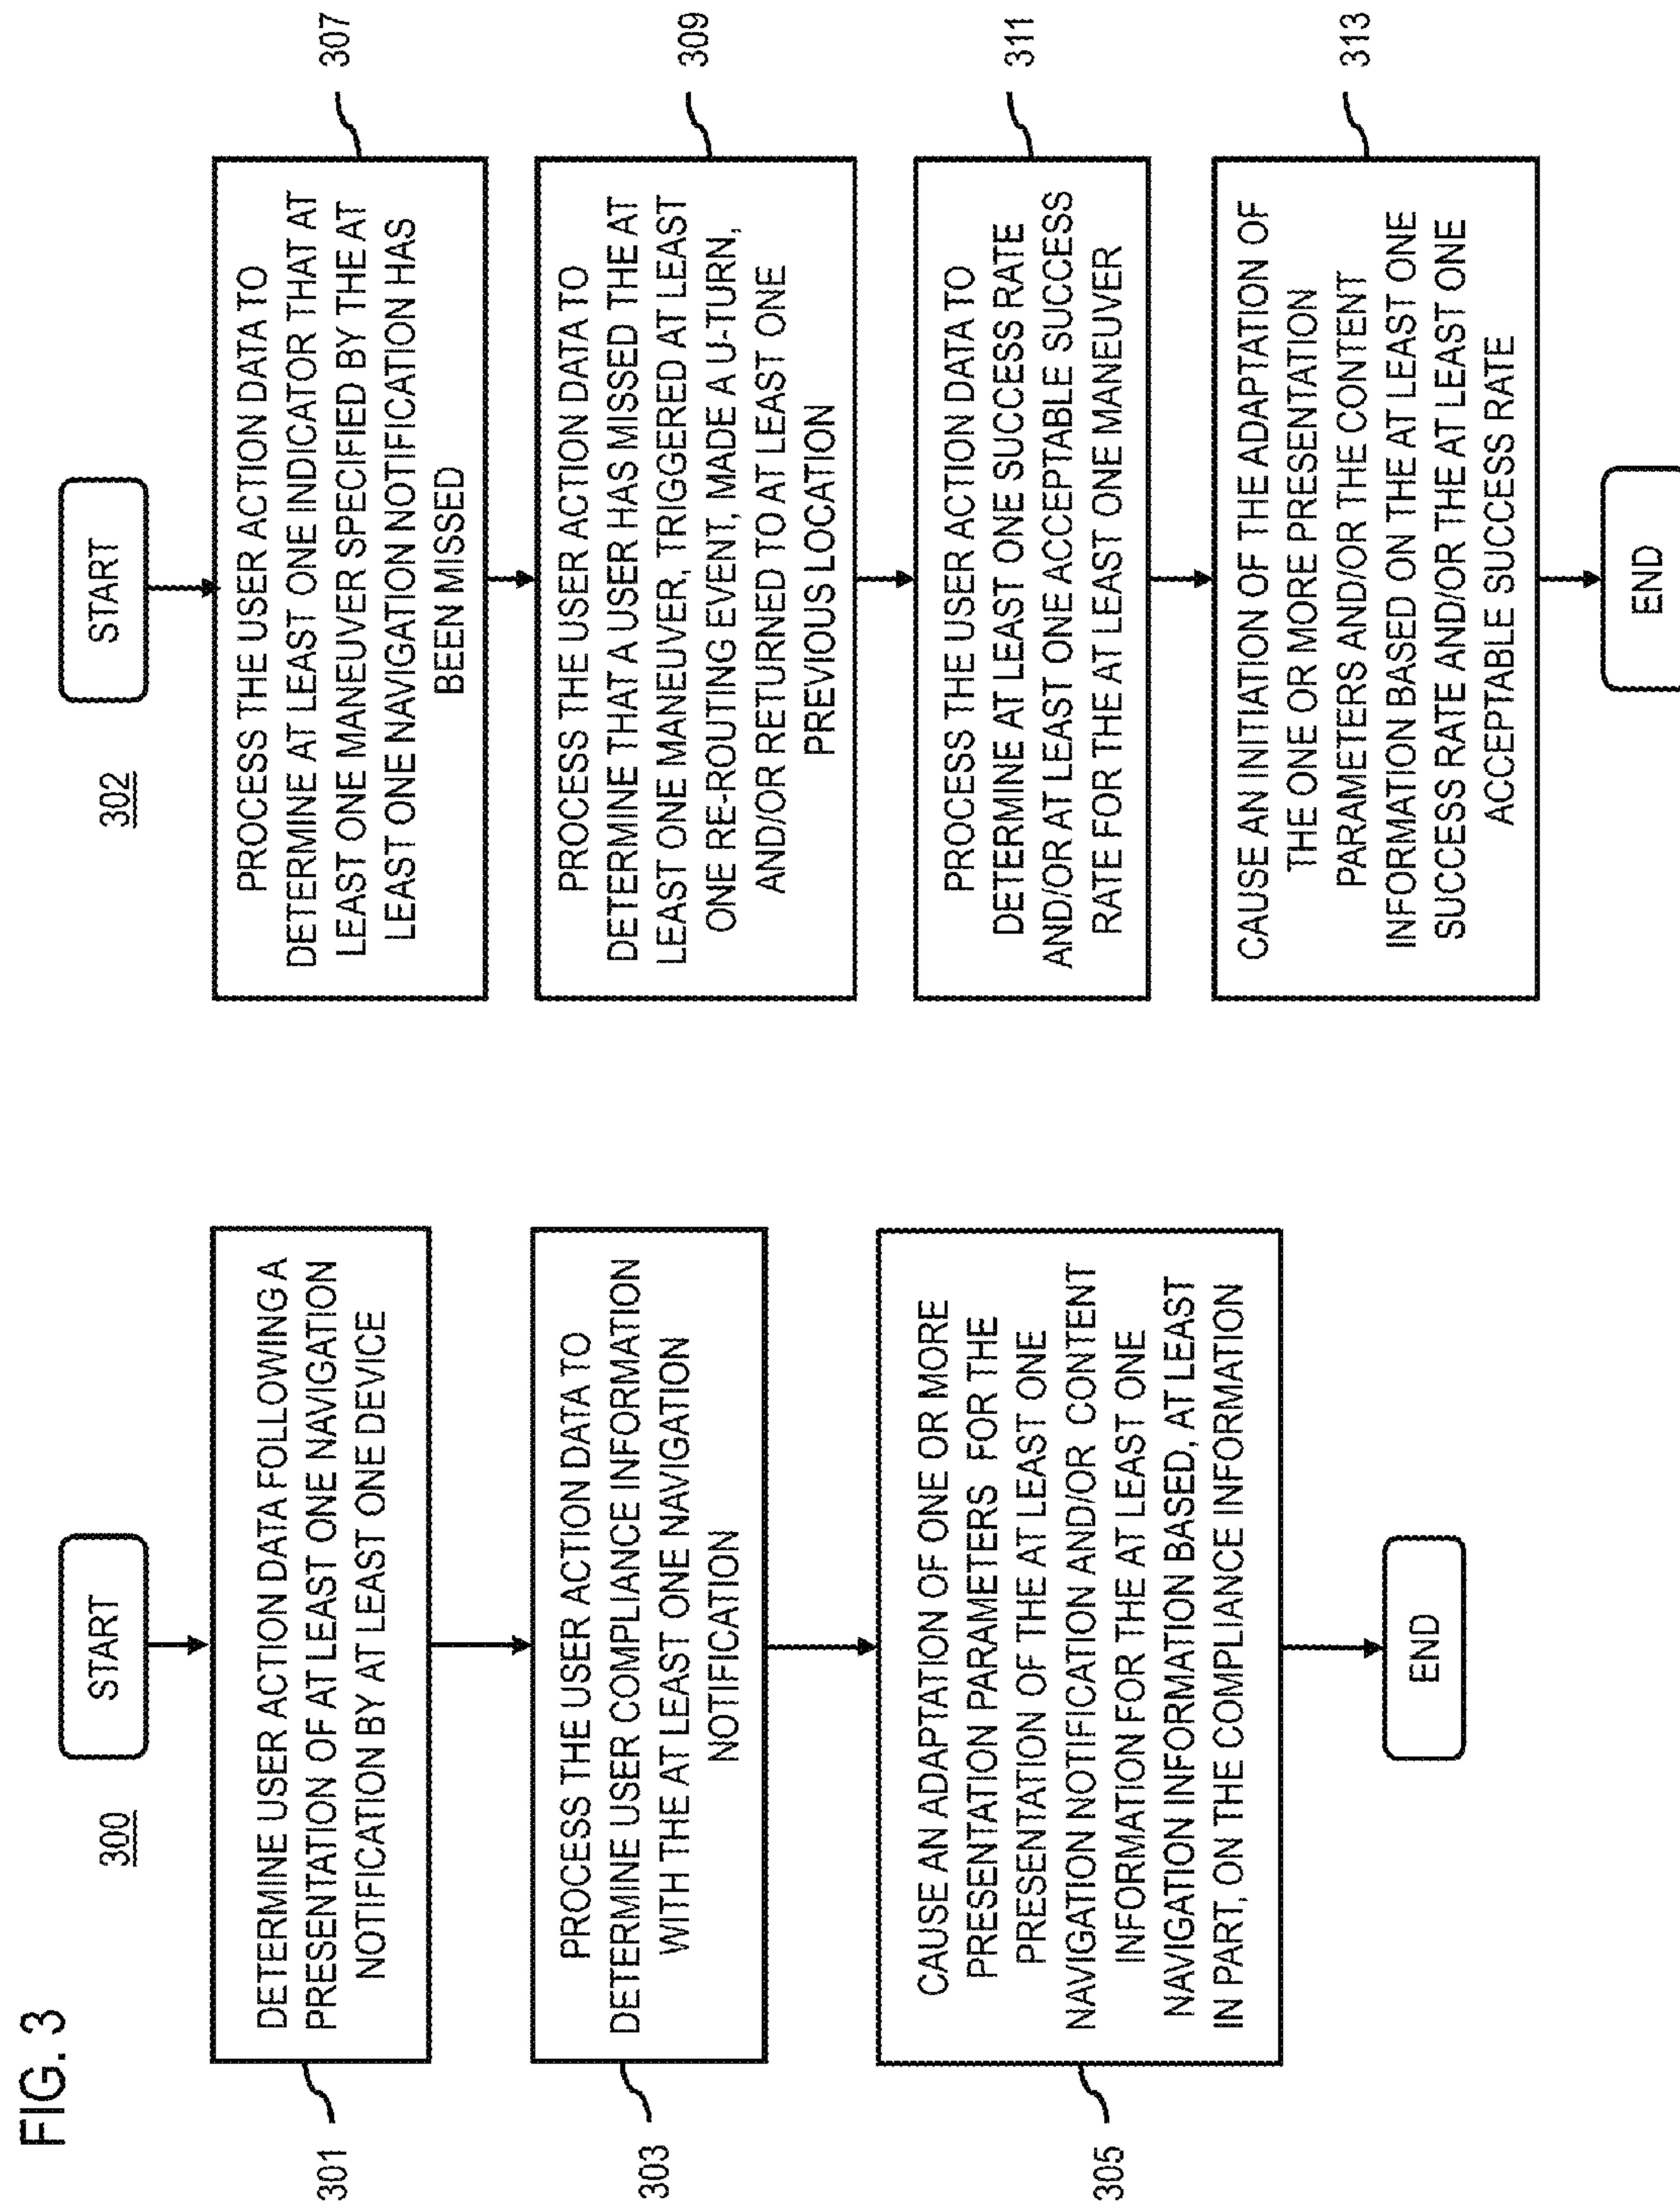 FIG. 3
300
START
301
DETERMINE USER ACTION DATA FOLLOWING A
PRESENTATION OF AT LEAST ONE NAVIGATION
NOTIFICATION BY AT LEAST ONE DEVICE
303
PROCESS THE USER ACTION DATA TO
DETERMINE USER COMPLIANCE INFORMATION
WITH THE AT LEAST ONE NAVIGATION
NOTIFICATION
305
CAUSE AN ADAPTATION OF ONE OR MORE
PRESENTATION PARAMETERS FOR THE
PRESENTATION OF THE AT LEAST ONE
NAVIGATION NOTIFICATION AND/OR CONTENT
INFORMATION FOR THE AT LEAST ONE
NAVIGATION INFORMATION BASED, AT LEAST
IN PART, ON THE COMPLIANCE INFORMATION
END
302
START
PROCESS THE USER ACTION DATA TO
DETERMINE AT LEAST ONE INDICATOR THAT AT
LEAST ONE MANEUVER SPECIFIED BY THE AT
LEAST ONE NAVIGATION NOTIFICATION HAS
BEEN MISSED
307
PROCESS THE USER ACTION DATA TO
DETERMINE THAT A USER HAS MISSED THE AT
LEAST ONE MANEUVER, TRIGGERED AT LEAST
ONE RE-ROUTING EVENT, MADE A U-TURN,
AND/OR RETURNED TO AT LEAST ONE
PREVIOUS LOCATION
309
PROCESS THE USER ACTION DATA TO
DETERMINE AT LEAST ONE SUCCESS RATE
AND/OR AT LEAST ONE ACCEPTABLE SUCCESS
RATE FOR THE AT LEAST ONE MANEUVER
311
CAUSE AN INITIATION OF THE ADAPTATION OF
THE ONE OR MORE PRESENTATION
PARAMETERS AND/OR THE CONTENT
INFORMATION BASED ON THE AT LEAST ONE
SUCCESS RATE AND/OR THE AT LEAST ONE
ACCEPTABLE SUCCESS RATE
313
END